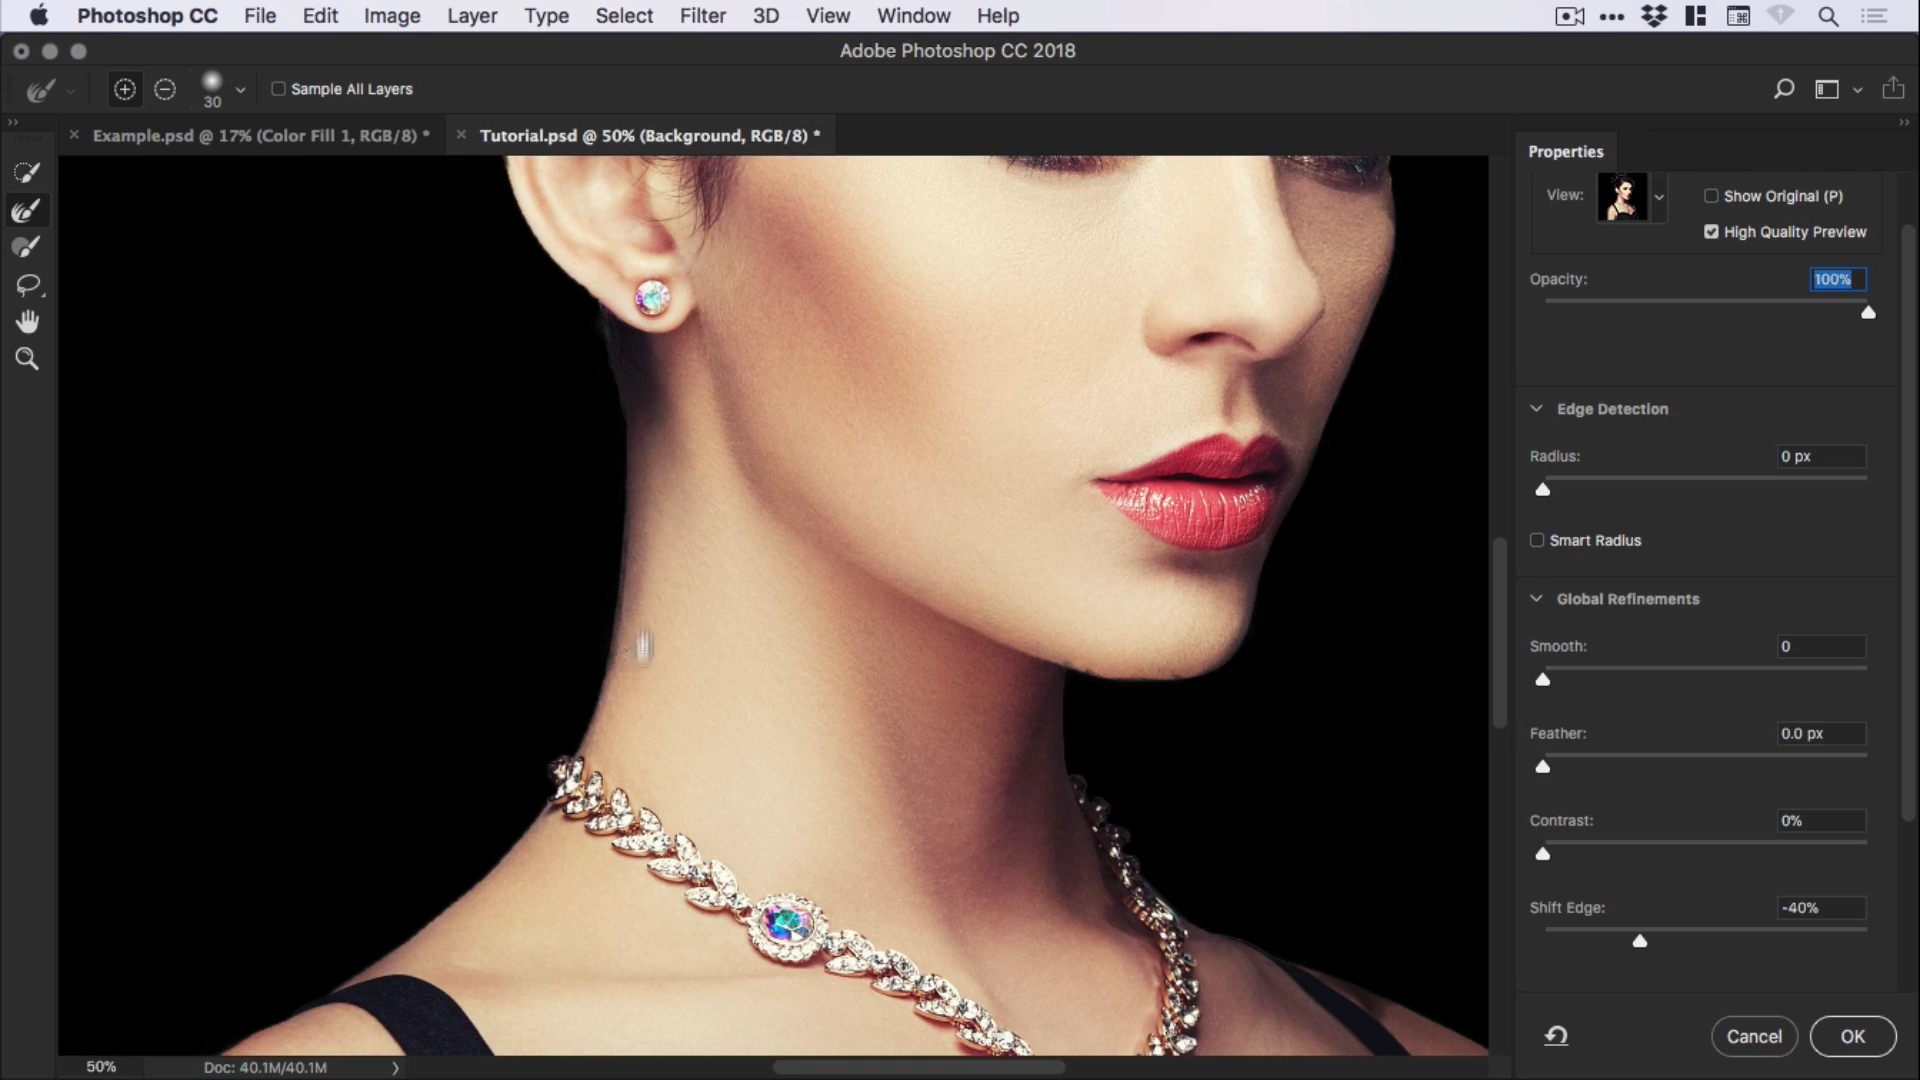 Photoshop CC File Edit Image Layer Type Select Filter 3D View Window Help
Adobe Photoshop CC 2018
30
Sample All Layers
Example.psd @ 17% (Color Fill 1, RGB/8) *
Tutorial.psd @ 50% (Background, RGB/8) *
Properties
View:
Show Original (P)
High Quality Preview
Opacity: 100%
Edge Detection
Radius: 0 px
Smart Radius
Global Refinements
Smooth: 0
Feather: 0.0 px
Contrast: 0%
Shift Edge: -40%
Cancel OK
50% Doc: 40.1M/40.1M